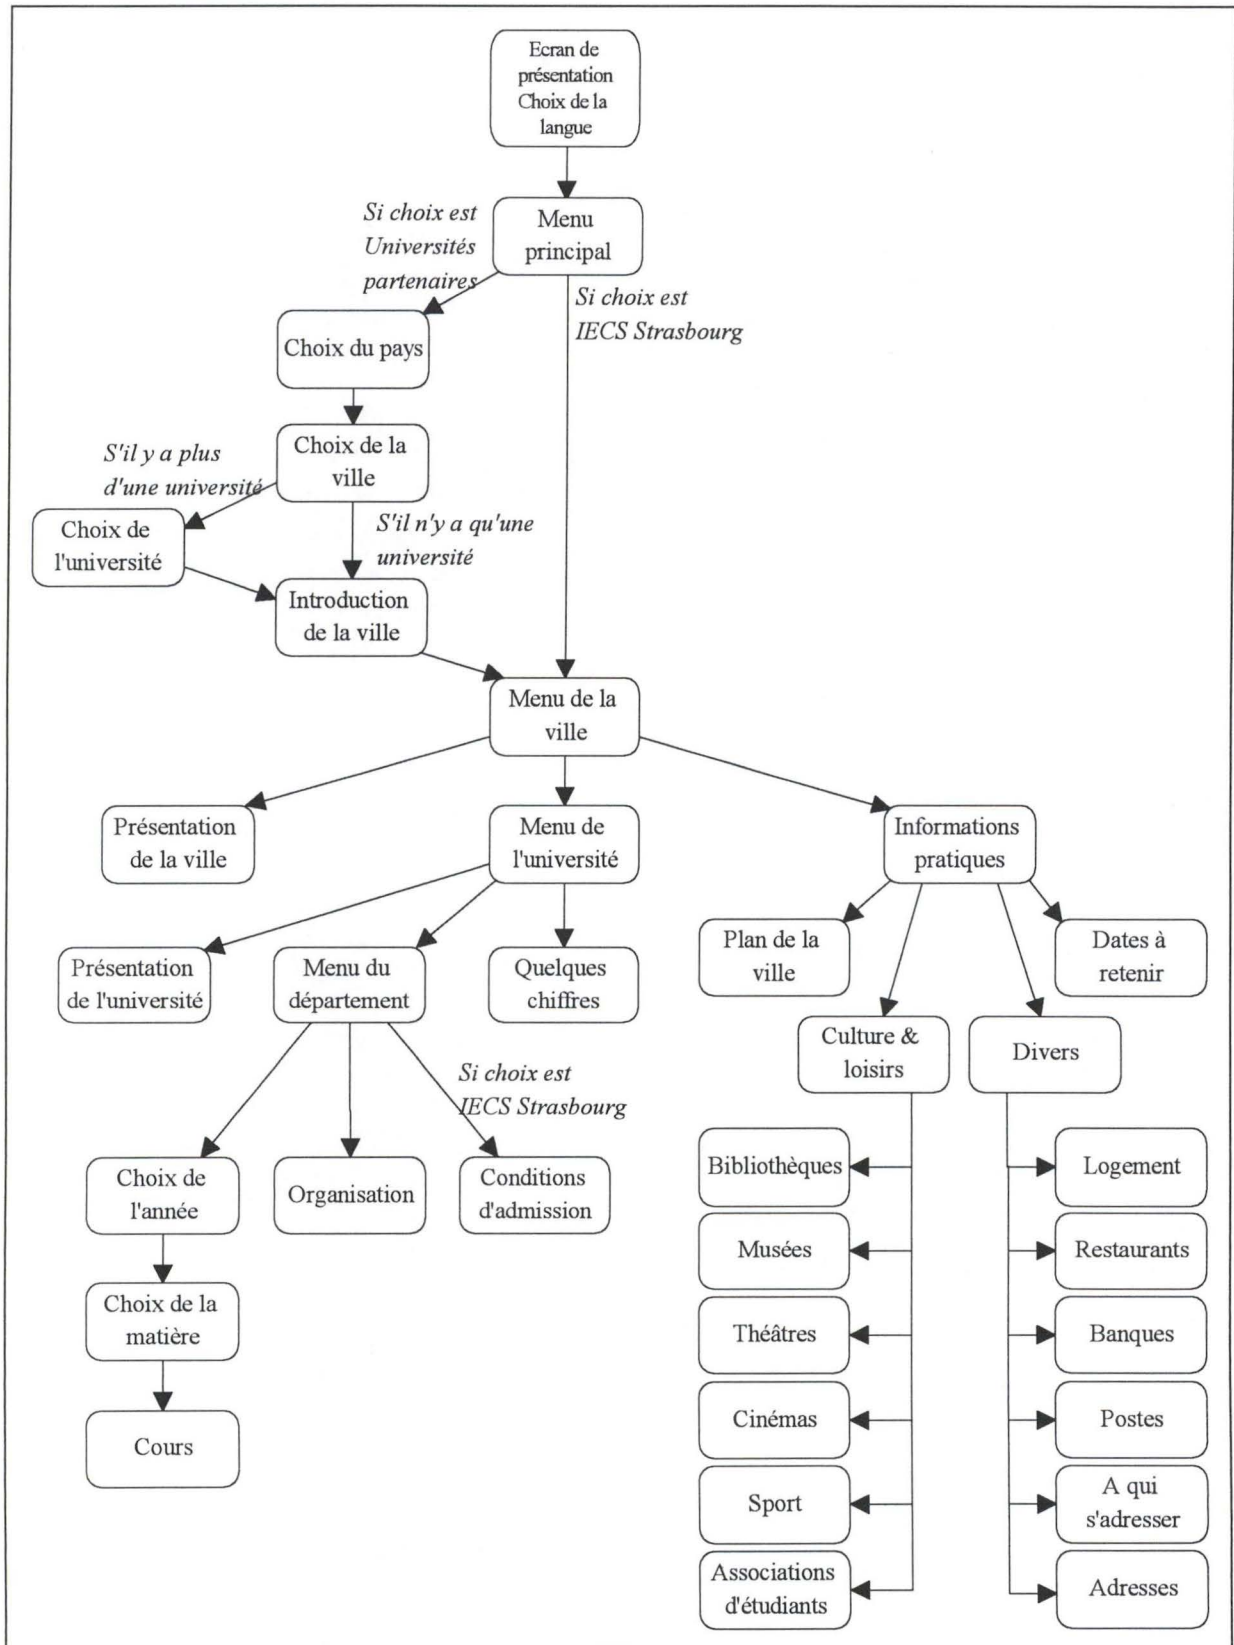 Ecran de
présentation
Choix de la
langue
Menu
principal
Si choix est
Universités
partenaires
Si choix est
IECS Strasbourg
Choix du pays
Choix de la
ville
S'il y a plus
d'une université
S'il n'y a qu'une
université
Choix de
l'université
Introduction
de la ville
Menu de la
ville
Présentation
de la ville
Menu de
l'université
Informations
pratiques
Présentation
de l'université
Menu du
département
Quelques
chiffres
Plan de la
ville
Dates à
retenir
Culture &
loisirs
Divers
Si choix est
IECS Strasbourg
Choix de
l'année
Organisation
Conditions
d'admission
Choix de la
matière
Cours
Bibliothèques
Musées
Théâtres
Cinémas
Sport
Associations
d'étudiants
Logement
Restaurants
Banques
Postes
A qui
s'adresser
Adresses